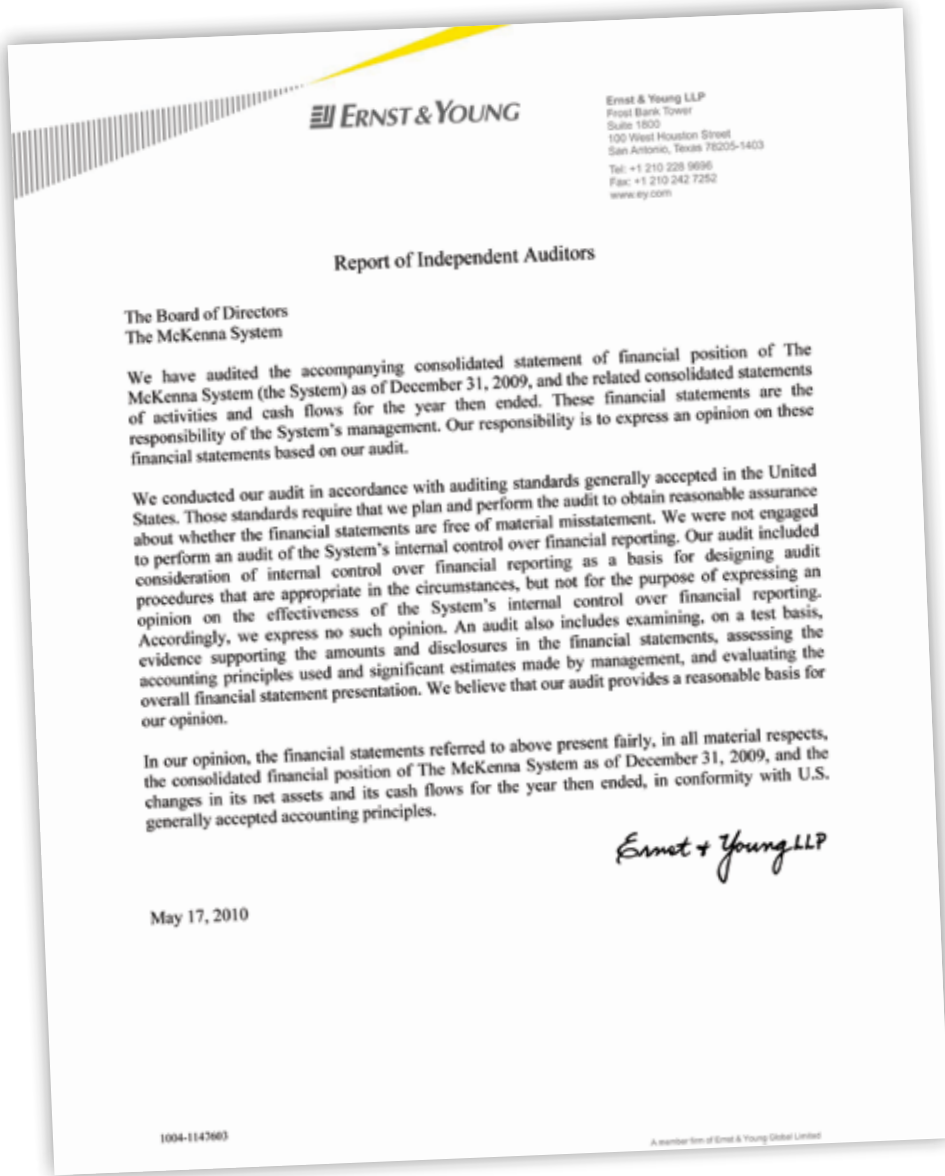 ERNST & YOUNG
Ernst & Young LLP
Frost Bank Tower
Suite 1800
100 West Houston Street
San Antonio, Texas 78205-1403
Tel: +1 210 228 9696
Fax: +1 210 242 7252
www.ey.com
Report of Independent Auditors
The Board of Directors
The McKenna System
We have audited the accompanying consolidated statement of financial position of The
McKenna System (the System) as of December 31, 2009, and the related consolidated statements
of activities and cash flows for the year then ended. These financial statements are the
responsibility of the System's management. Our responsibility is to express an opinion on these
financial statements based on our audit.
We conducted our audit in accordance with auditing standards generally accepted in the United
States. Those standards require that we plan and perform the audit to obtain reasonable assurance
about whether the financial statements are free of material misstatement. We were not engaged
to perform an audit of the System's internal control over financial reporting. Our audit included
consideration of internal control over financial reporting as a basis for designing audit
procedures that are appropriate in the circumstances, but not for the purpose of expressing an
opinion on the effectiveness of the System's internal control over financial reporting.
Accordingly, we express no such opinion. An audit also includes examining, on a test basis,
evidence supporting the amounts and disclosures in the financial statements, assessing the
accounting principles used and significant estimates made by management, and evaluating the
overall financial statement presentation. We believe that our audit provides a reasonable basis for
our opinion.
In our opinion, the financial statements referred to above present fairly, in all material respects,
the consolidated financial position of The McKenna System as of December 31, 2009, and the
changes in its net assets and its cash flows for the year then ended, in conformity with U.S.
generally accepted accounting principles.
Ernst + Young LLP
May 17, 2010
1004-1147603
A member firm of Ernst & Young Global Limited